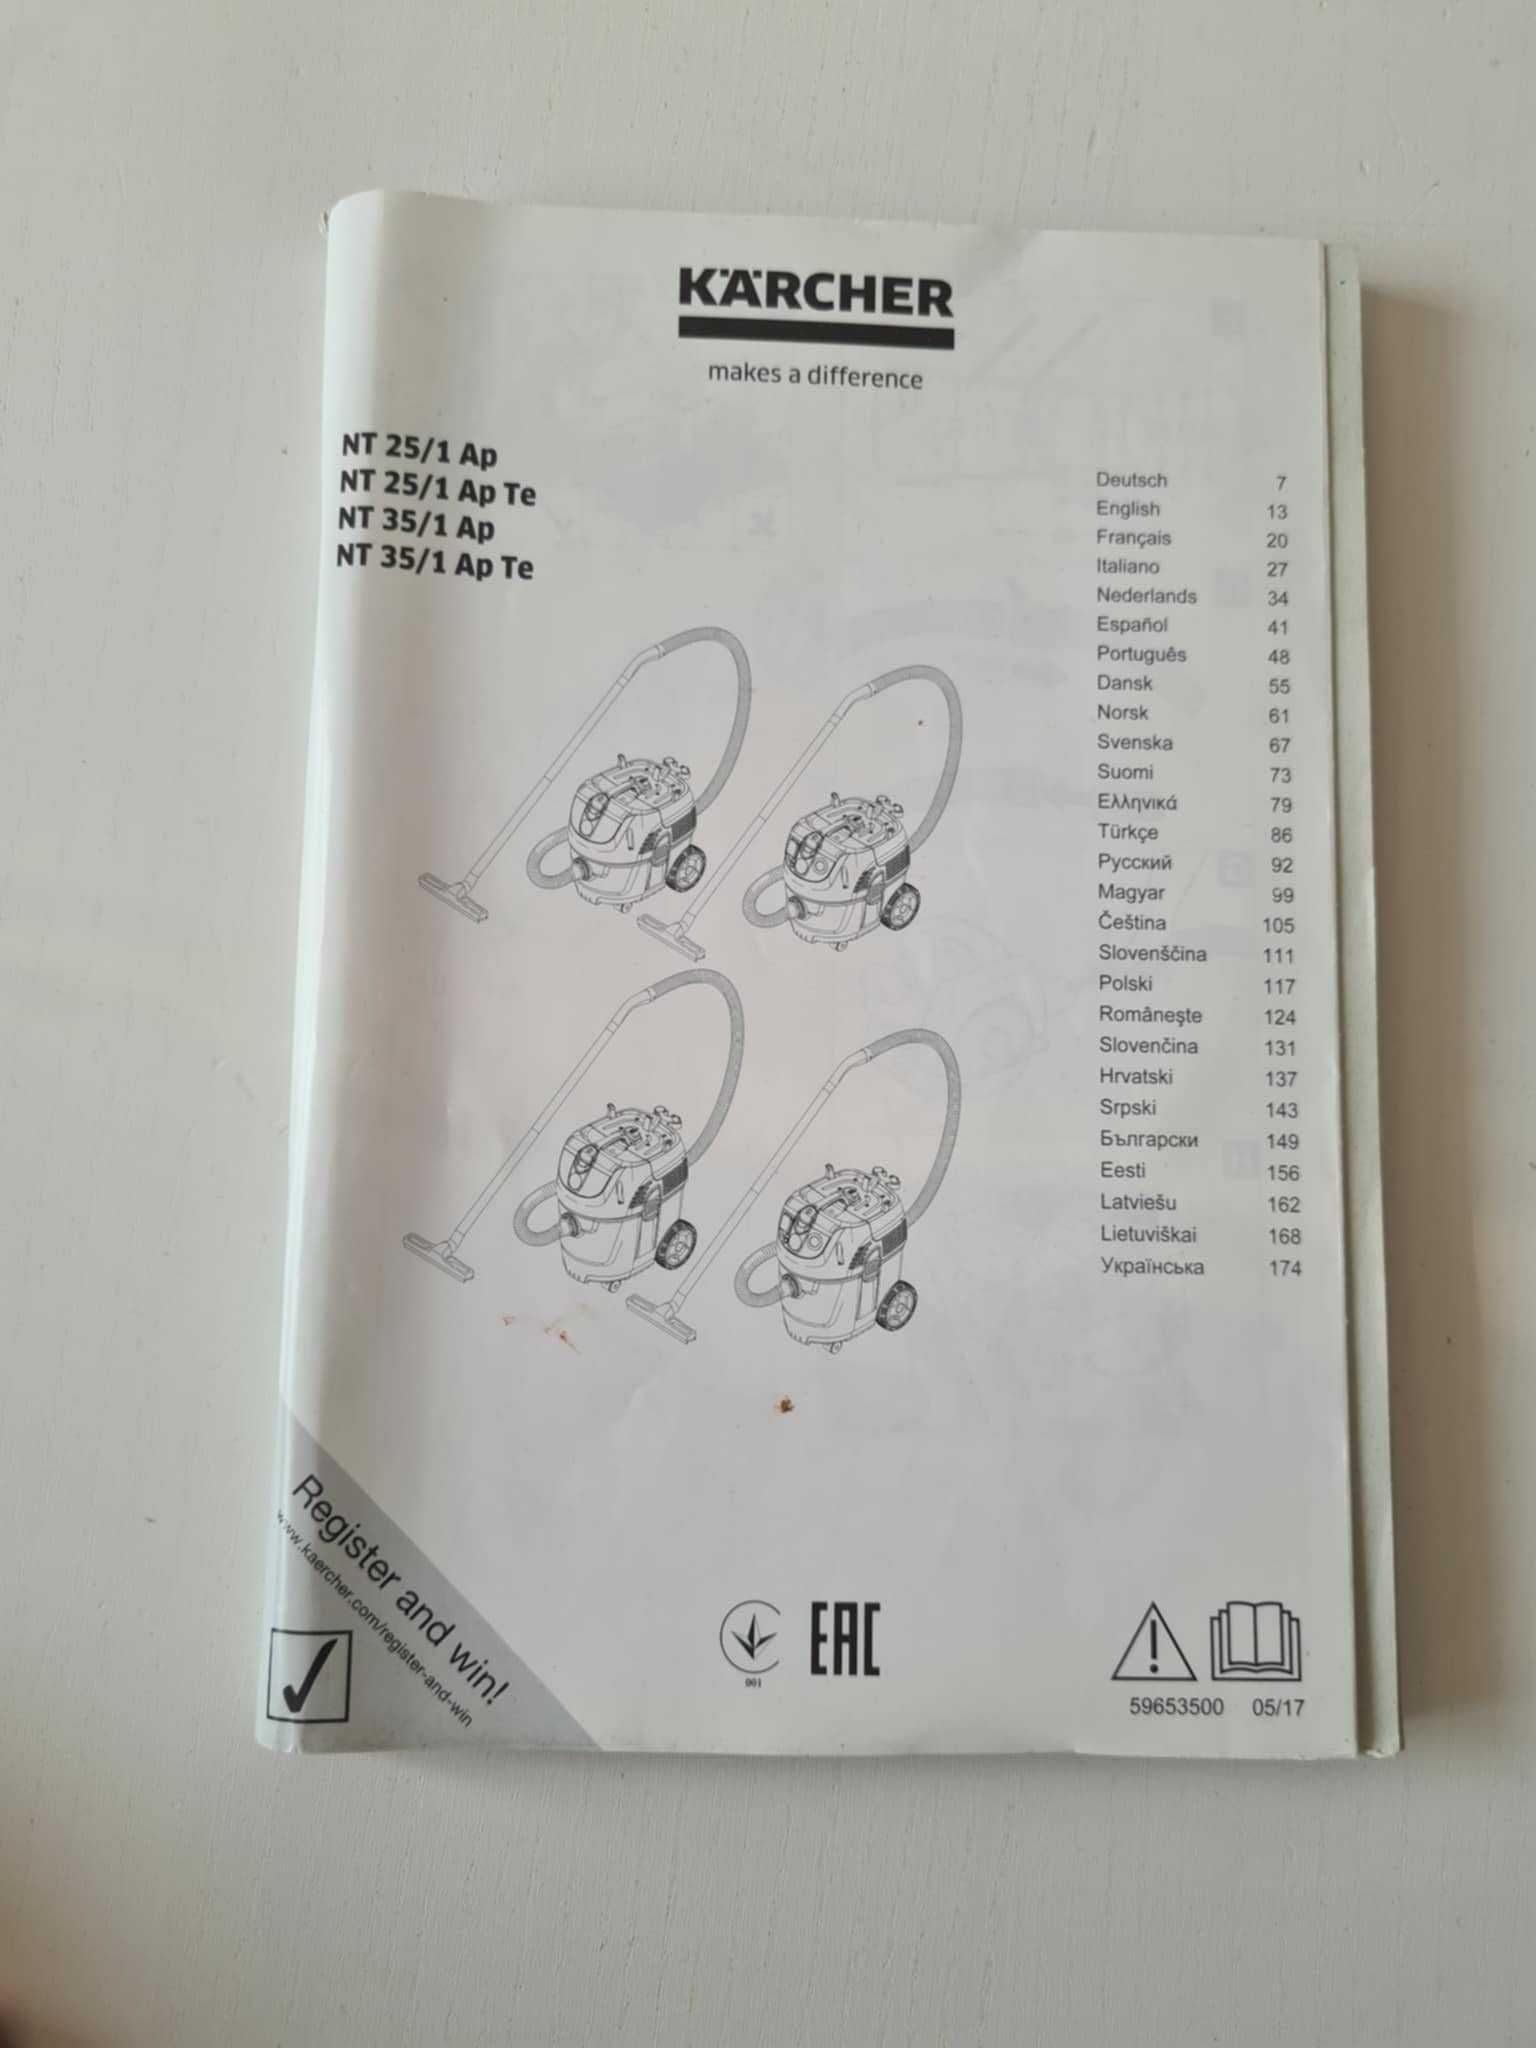 KÄRCHER
makes a difference
NT 25/1 Ap
NT 25/1 Ap Te
NT 35/1 Ap
NT 35/1 Ap Te
Deutsch 7
English 13
Français 20
Italiano 27
Nederlands 34
Español 41
Português 48
Dansk 55
Norsk 61
Svenska 67
Suomi 73
Ελληνικά 79
Türkçe 86
Русский 92
Magyar 99
Čeština 105
Slovenščina 111
Polski 117
Româneşte 124
Slovenčina 131
Hrvatski 137
Srpski 143
Български 149
Eesti 156
Latviešu 162
Lietuviškai 168
Українська 174
Register and win!
www.kaercher.com/register-and-win
001
EAC
59653500 05/17